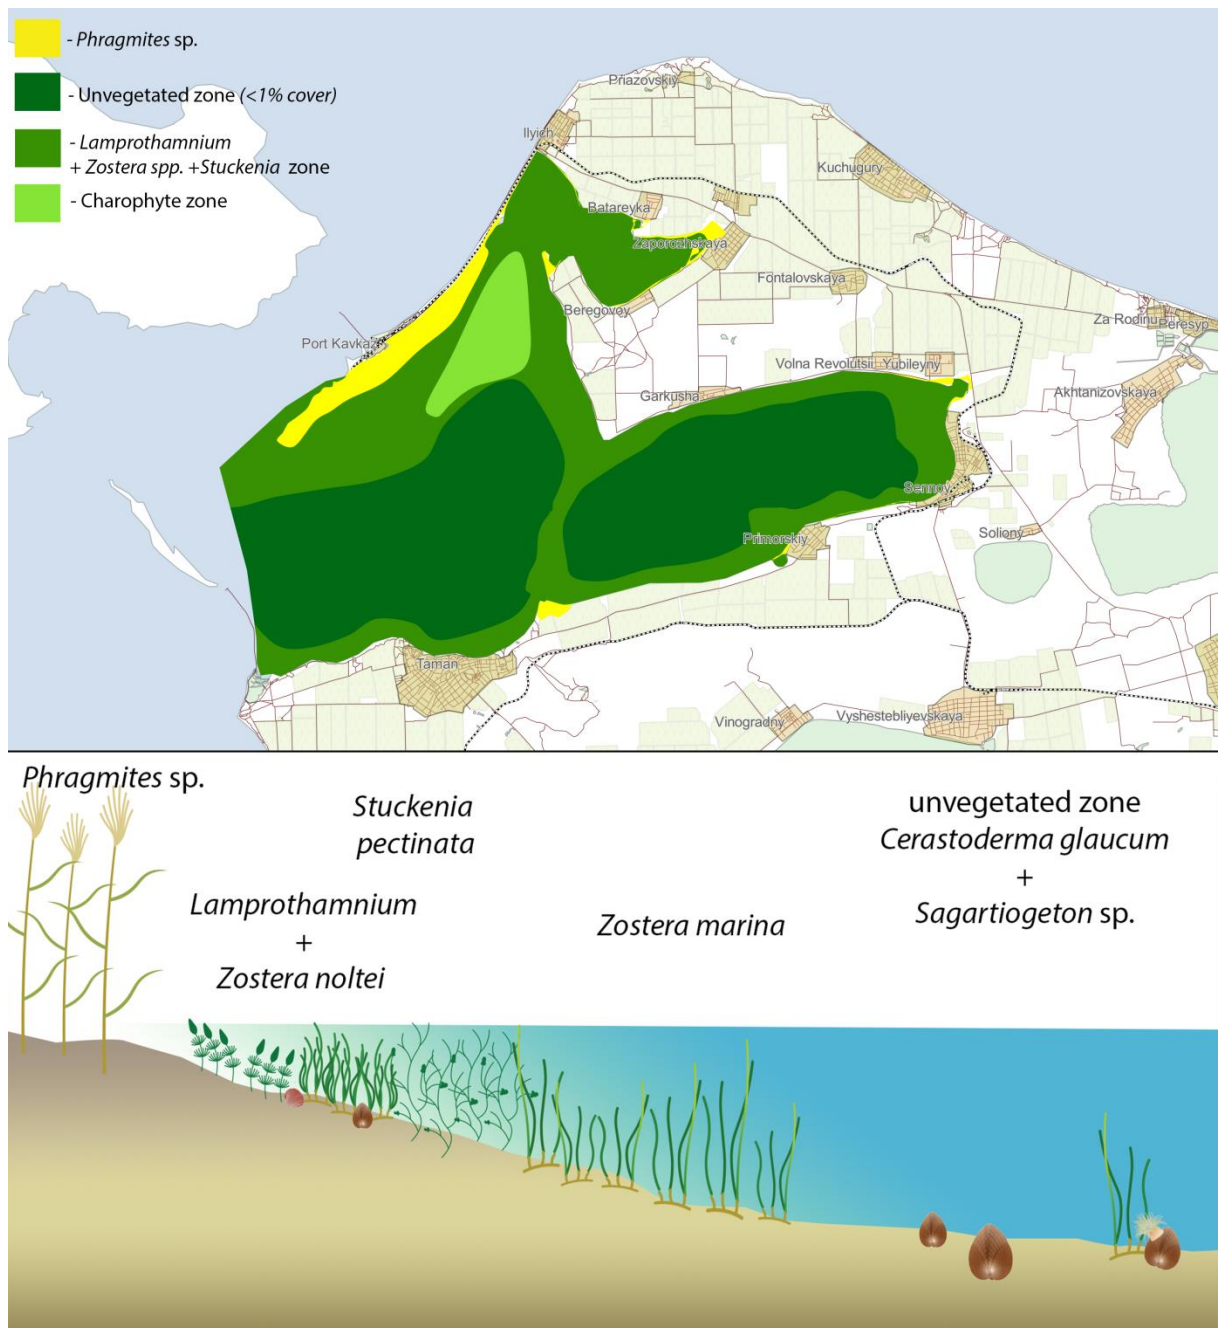 - Phragmites sp.
- Unvegetated zone (<1% cover)
- Lamprothamnium
+ Zostera spp. +Stuckenia zone
- Charophyte zone
Priazovskiy
Ilyich
Kuchugury
Batareyka
Zaporozhskaya
Fontalovskaya
Beregovoy
Za Rodinu
Peresyp
Port Kavkaz
Volna Revolutsii
Yubileyny
Garkusha
Akhtanizovskaya
Sennoy
Primorskiy
Soliony
Taman
Vinogradny
Vyshestebliyevskaya
Phragmites sp.
Stuckenia
pectinata
unvegetated zone
Cerastoderma glaucum
+
Sagartiogeton sp.
Lamprothamnium
+
Zostera noltei
Zostera marina